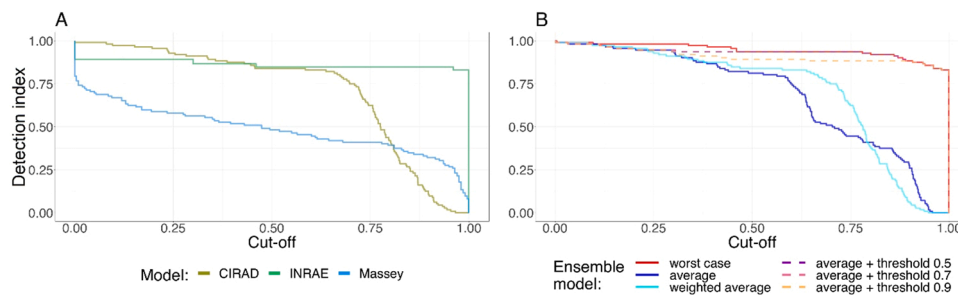 A
1.00
0.75
0.50
0.25
0.00
Detection index
0.00 0.25 0.50 0.75 1.00
Cut-off
Model: CIRAD INRAE Massey
B
1.00
0.75
0.50
0.25
0.00
0.00 0.25 0.50 0.75 1.00
Cut-off
Ensemble model:
worst case
average
weighted average
average + threshold 0.5
average + threshold 0.7
average + threshold 0.9